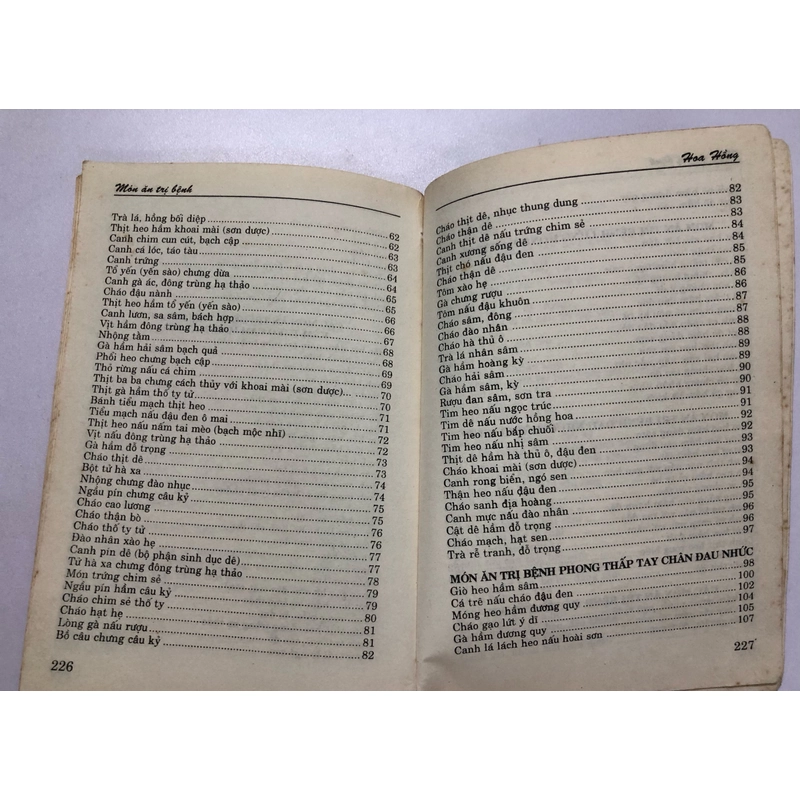 Món ăn trị bệnh
Trà lá, hồng bối diệp 62
Thịt heo hầm khoai mài (sơn dược) 62
Canh chim cun cút, bạch cập 63
Canh cá lóc, táo tàu 63
Canh trứng 64
Tổ yến (yến sào) chưng dừa 64
Canh gà ác, đông trùng hạ thảo 65
Cháo đậu nành 65
Thịt heo hầm tổ yến (yến sào) 66
Canh lươn, sa sâm, bách hợp 66
Vịt hầm đông trùng hạ thảo 67
Nhộng tằm 68
Gà hầm hải sâm bạch quả 68
Phổi heo chưng bạch cập 69
Thỏ rừng nấu cá chim 69
Thịt ba ba chưng cách thủy với khoai mài (sơn dược)... 70
Thịt gà hầm thố ty tử 70
Bánh tiểu mạch thịt heo 71
Tiểu mạch nấu đậu đen ô mai 71
Thịt heo nấu nấm tai mèo (bạch mộc nhĩ) 72
Vịt nấu đông trùng hạ thảo 72
Gà hầm đỗ trọng 73
Cháo thịt dê 73
Bột tử hà xa 74
Nhộng chưng đào nhục 74
Ngẩu pín chưng câu kỷ 75
Cháo cao lương 75
Cháo thận bò 76
Cháo thố ty tử 76
Đào nhân xào hẹ 77
Canh pín dê (bộ phận sinh dục dê) 77
Tử hà xa chưng đông trùng hạ thảo 78
Món trứng chim sẻ 79
Ngẩu pín hầm câu kỷ 79
Cháo chim sẻ thố ty 80
Cháo hạt hẹ 81
Lòng gà nấu rượu 81
Bồ câu chưng câu kỷ 82
226
Hoa Hồng
Cháo thịt dê, nhục thung dung 82
Cháo thận dê 83
Canh thịt dê nấu trứng chim sẻ 83
Canh xương sống dê 84
Thịt chó nấu đậu đen 84
Cháo thận dê 85
Tôm xào hẹ 85
Gà chưng rượu 86
Tôm nấu đậu khuôn 86
Cháo sâm, đông 87
Cháo đào nhân 87
Cháo hà thủ ô 88
Trà lá nhân sâm 88
Gà hầm hoàng kỳ 89
Cháo hải sâm 89
Gà hầm sâm, kỳ 90
Rượu đan sâm, sơn tra 90
Tim heo nấu ngọc trúc 91
Tim dê nấu nước hồng hoa 91
Tim heo nấu bắp chuối 92
Tim heo nấu nhị sâm 92
Thịt dê hầm hà thủ ô, đậu đen 93
Cháo khoai mài (sơn dược) 93
Canh rong biển, ngó sen 94
Thận heo nấu đậu đen 94
Cháo sanh địa hoàng 95
Canh mực nấu đào nhân 95
Cật dê hầm đỗ trọng 96
Cháo mạch, hạt sen 96
Trà rễ tranh, đỗ trọng 97
MÓN ĂN TRỊ BỆNH PHONG THẤP TAY CHÂN ĐAU NHỨC
Giò heo hầm sâm 98
Cá trê nấu cháo đậu đen 100
Móng heo hầm đương quy 102
Cháo gạo lứt ý dĩ 104
Gà hầm đương quy 105
Canh lá lách heo nấu hoài sơn 107
227